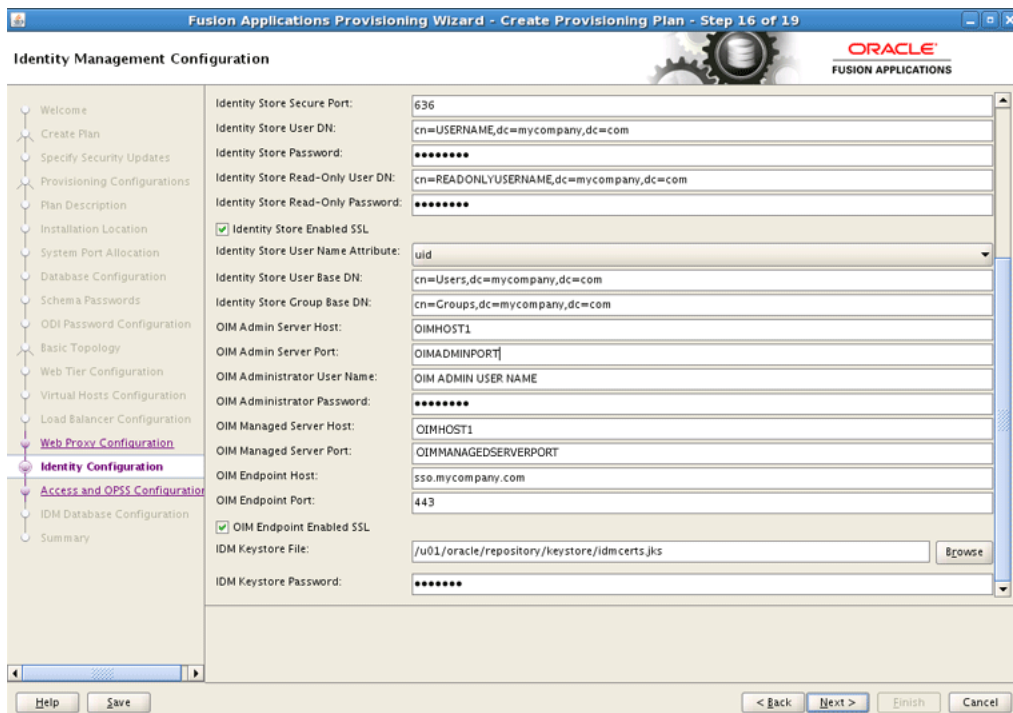 Fusion Applications Provisioning Wizard - Create Provisioning Plan - Step 16 of 19
Identity Management Configuration
ORACLE
FUSION APPLICATIONS
Welcome
Create Plan
Specify Security Updates
Provisioning Configurations
Plan Description
Installation Location
System Port Allocation
Database Configuration
Schema Passwords
ODI Password Configuration
Basic Topology
Web Tier Configuration
Virtual Hosts Configuration
Load Balancer Configuration
Web Proxy Configuration
Identity Configuration
Access and OPSS Configuration
IDM Database Configuration
Summary
Identity Store Secure Port: 636
Identity Store User DN: cn=USERNAME,dc=mycompany,dc=com
Identity Store Password: ••••••••
Identity Store Read-Only User DN: cn=READONLYUSERNAME,dc=mycompany,dc=com
Identity Store Read-Only Password: ••••••••
Identity Store Enabled SSL
Identity Store User Name Attribute: uid
Identity Store User Base DN: cn=Users,dc=mycompany,dc=com
Identity Store Group Base DN: cn=Groups,dc=mycompany,dc=com
OIM Admin Server Host: OIMHOST1
OIM Admin Server Port: OIMADMINPORT
OIM Administrator User Name: OIM ADMIN USER NAME
OIM Administrator Password: ••••••••
OIM Managed Server Host: OIMHOST1
OIM Managed Server Port: OIMMANAGEDSERVERPORT
OIM Endpoint Host: sso.mycompany.com
OIM Endpoint Port: 443
OIM Endpoint Enabled SSL
IDM Keystore File: /u01/oracle/repository/keystore/idmcerts.jks Browse
IDM Keystore Password: •••••••
Help Save < Back Next > Finish Cancel